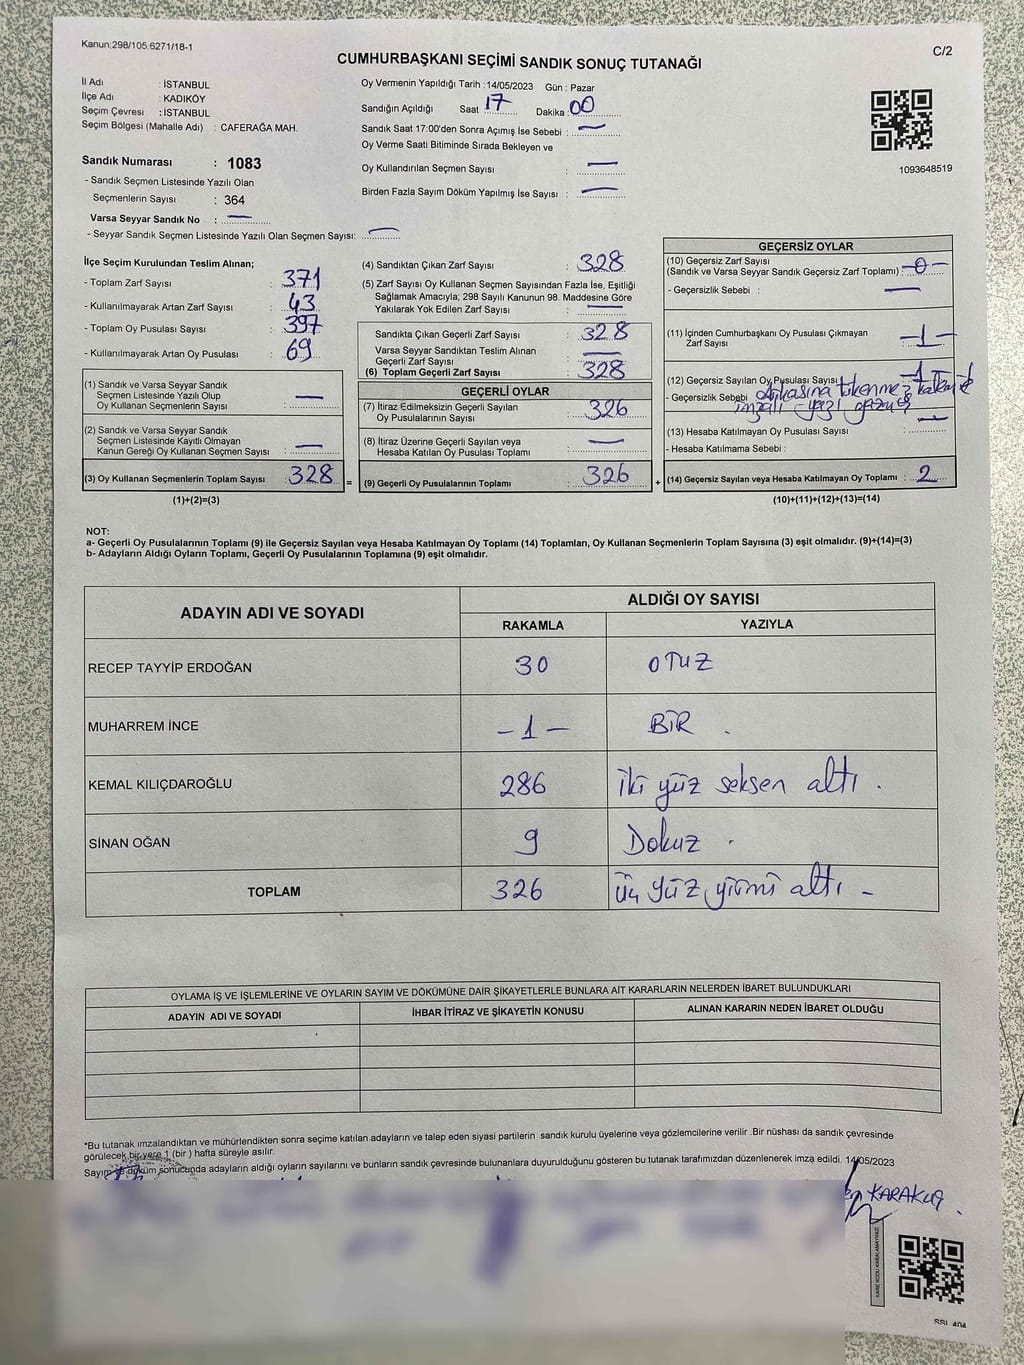 Kanun:298/105.6271/18-1
C/2
CUMHURBAŞKANI SEÇİMİ SANDIK SONUÇ TUTANAĞI
İl Adı : İSTANBUL
İlçe Adı : KADIKÖY
Seçim Çevresi : İSTANBUL
Seçim Bölgesi (Mahalle Adı) : CAFERAĞA MAH.
Sandık Numarası : 1083
- Sandık Seçmen Listesinde Yazılı Olan
Seçmenlerin Sayısı : 364
Varsa Seyyar Sandık No : —
- Seyyar Sandık Seçmen Listesinde Yazılı Olan Seçmen Sayısı: —
Oy Vermenin Yapıldığı Tarih :14/05/2023 Gün : Pazar
Sandığın Açıldığı Saat : 17 Dakika : 00
Sandık Saat 17:00'den Sonra Açımış İse Sebebi : —
Oy Verme Saati Bitiminde Sırada Bekleyen ve
Oy Kullandırılan Seçmen Sayısı : —
Birden Fazla Sayım Döküm Yapılmış İse Sayısı : —
1093648519
İlçe Seçim Kurulundan Teslim Alınan;
- Toplam Zarf Sayısı : 371
- Kullanılmayarak Artan Zarf Sayısı : 43
- Toplam Oy Pusulası Sayısı : 397
- Kullanılmayarak Artan Oy Pusulası : 69
(1) Sandık ve Varsa Seyyar Sandık
Seçmen Listesinde Yazılı Olup
Oy Kullanan Seçmenlerin Sayısı : —
(2) Sandık ve Varsa Seyyar Sandık
Seçmen Listesinde Kayıtlı Olmayan
Kanun Gereği Oy Kullanan Seçmen Sayısı : —
(3) Oy Kullanan Seçmenlerin Toplam Sayısı : 328 =
(1)+(2)=(3)
(4) Sandıktan Çıkan Zarf Sayısı : 328
(5) Zarf Sayısı Oy Kullanan Seçmen Sayısından Fazla İse, Eşitliği
Sağlamak Amacıyla; 298 Sayılı Kanunun 98. Maddesine Göre
Yakılarak Yok Edilen Zarf Sayısı : —
Sandıkta Çıkan Geçerli Zarf Sayısı : 328
Varsa Seyyar Sandıktan Teslim Alınan
Geçerli Zarf Sayısı : —
(6) Toplam Geçerli Zarf Sayısı : 328
GEÇERLİ OYLAR
(7) İtiraz Edilmeksizin Geçerli Sayılan
Oy Pusulalarının Sayısı : 326
(8) İtiraz Üzerine Geçerli Sayılan veya
Hesaba Katılan Oy Pusulası Toplamı : —
(9) Geçerli Oy Pusulalarının Toplamı : 326 +
GEÇERSİZ OYLAR
(10) Geçersiz Zarf Sayısı
(Sandık ve Varsa Seyyar Sandık Geçersiz Zarf Toplamı) : -0-
- Geçersizlik Sebebi : —
(11) İçinden Cumhurbaşkanı Oy Pusulası Çıkmayan
Zarf Sayısı : -1-
(12) Geçersiz Sayılan Oy Pusulası Sayısı : -1-
Geçersizlik Sebebi : Arkasına tükenmez kalemle
imzalı yazı yazmış
(13) Hesaba Katılmayan Oy Pusulası Sayısı : —
- Hesaba Katılmama Sebebi :
(14) Geçersiz Sayılan veya Hesaba Katılmayan Oy Toplamı : 2
(10)+(11)+(12)+(13)=(14)
NOT:
a- Geçerli Oy Pusulalarının Toplamı (9) ile Geçersiz Sayılan veya Hesaba Katılmayan Oy Toplamı (14) Toplamları, Oy Kullanan Seçmenlerin Toplam Sayısına (3) eşit olmalıdır. (9)+(14)=(3)
b- Adayların Aldığı Oyların Toplamı, Geçerli Oy Pusulalarının Toplamına (9) eşit olmalıdır.
ADAYIN ADI VE SOYADI ALDIĞI OY SAYISI
RAKAMLA YAZIYLA
RECEP TAYYİP ERDOĞAN 30 OTUZ
MUHARREM İNCE -1- BİR .
KEMAL KILIÇDAROĞLU 286 iki yüz seksen altı .
SİNAN OĞAN 9 Dokuz .
TOPLAM 326 üç yüz yirmi altı -
OYLAMA İŞ VE İŞLEMLERİNE VE OYLARIN SAYIM VE DÖKÜMÜNE DAİR ŞİKAYETLERLE BUNLARA AİT KARARLARIN NELERDEN İBARET BULUNDUKLARI
ADAYIN ADI VE SOYADI İHBAR İTİRAZ VE ŞİKAYETİN KONUSU ALINAN KARARIN NEDEN İBARET OLDUĞU
*Bu tutanak imzalandıktan ve mühürlendikten sonra seçime katılan adayların ve talep eden siyasi partilerin sandık kurulu üyelerine veya gözlemcilerine verilir .Bir nüshası da sandık çevresinde
görülecek bir yere 1 (bir ) hafta süreyle asılır.
Sayım ve döküm sonucunda adayların aldığı oyların sayılarını ve bunların sandık çevresinde bulunanlara duyurulduğunu gösteren bu tutanak tarafımızdan düzenlenerek imza edildi. 14/05/2023
KARAKUŞ
KARE KODU KARALAMAYINIZ!